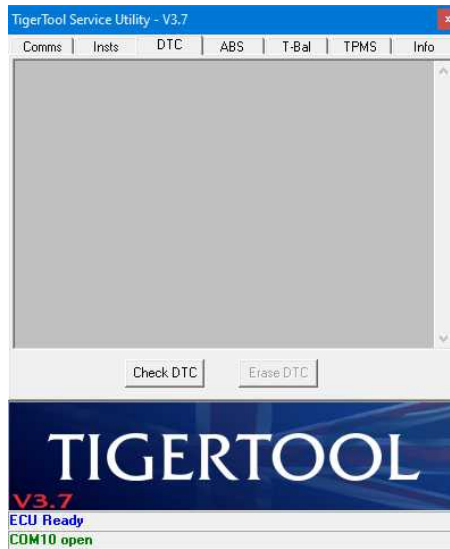 TigerTool Service Utility - V3.7
Comms Insts DTC ABS T-Bal TPMS Info
Check DTC Erase DTC
TIGERTOOL
V3.7
ECU Ready
COM10 open